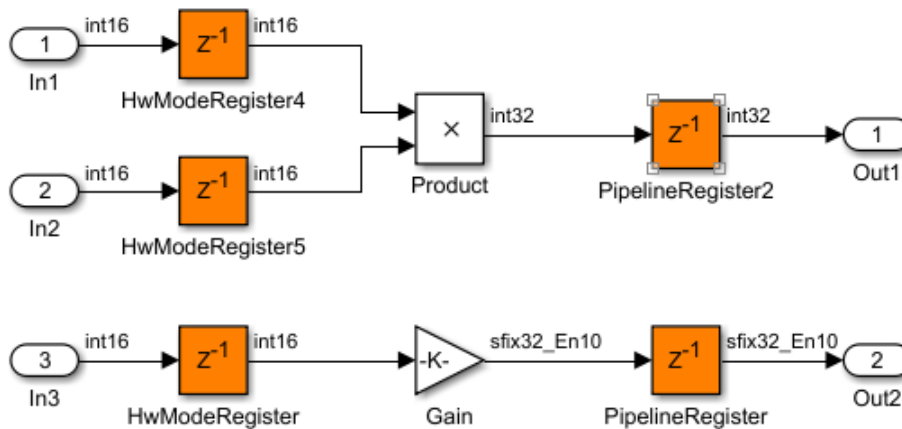 1 int16 Z-1 int16
In1
HwModeRegister4
× int32 Z-1 int32 1
Product PipelineRegister2 Out1
2 int16 Z-1 int16
In2
HwModeRegister5
3 int16 Z-1 int16 -K- sfix32_En10 Z-1 sfix32_En10 2
In3 HwModeRegister Gain PipelineRegister Out2